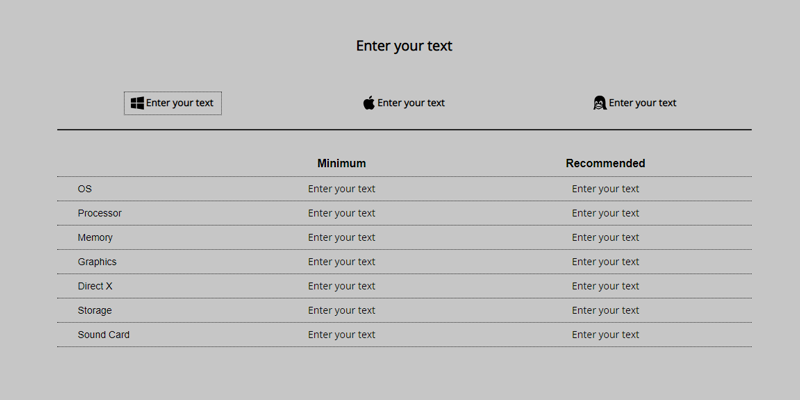 Enter your text
Enter your text Enter your text Enter your text
Minimum Recommended
OS Enter your text Enter your text
Processor Enter your text Enter your text
Memory Enter your text Enter your text
Graphics Enter your text Enter your text
Direct X Enter your text Enter your text
Storage Enter your text Enter your text
Sound Card Enter your text Enter your text